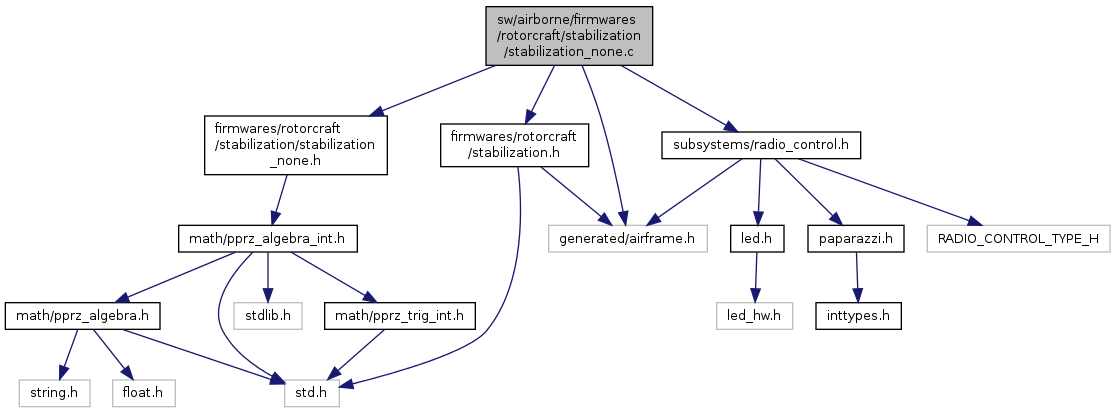 sw/airborne/firmwares
/rotorcraft/stabilization
/stabilization_none.c
firmwares/rotorcraft
/stabilization/stabilization
_none.h
firmwares/rotorcraft
/stabilization.h
subsystems/radio_control.h
math/pprz_algebra_int.h
generated/airframe.h
led.h
paparazzi.h
RADIO_CONTROL_TYPE_H
math/pprz_algebra.h
stdlib.h
math/pprz_trig_int.h
led_hw.h
inttypes.h
string.h
float.h
std.h